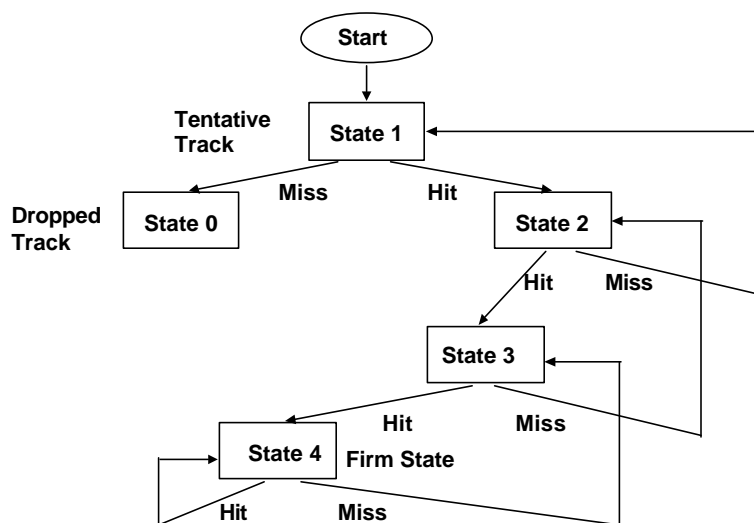 Start
Tentative
Track
State 1
Miss
Hit
Dropped
Track
State 0
State 2
Hit
Miss
State 3
Hit
Miss
State 4
Firm State
Hit
Miss